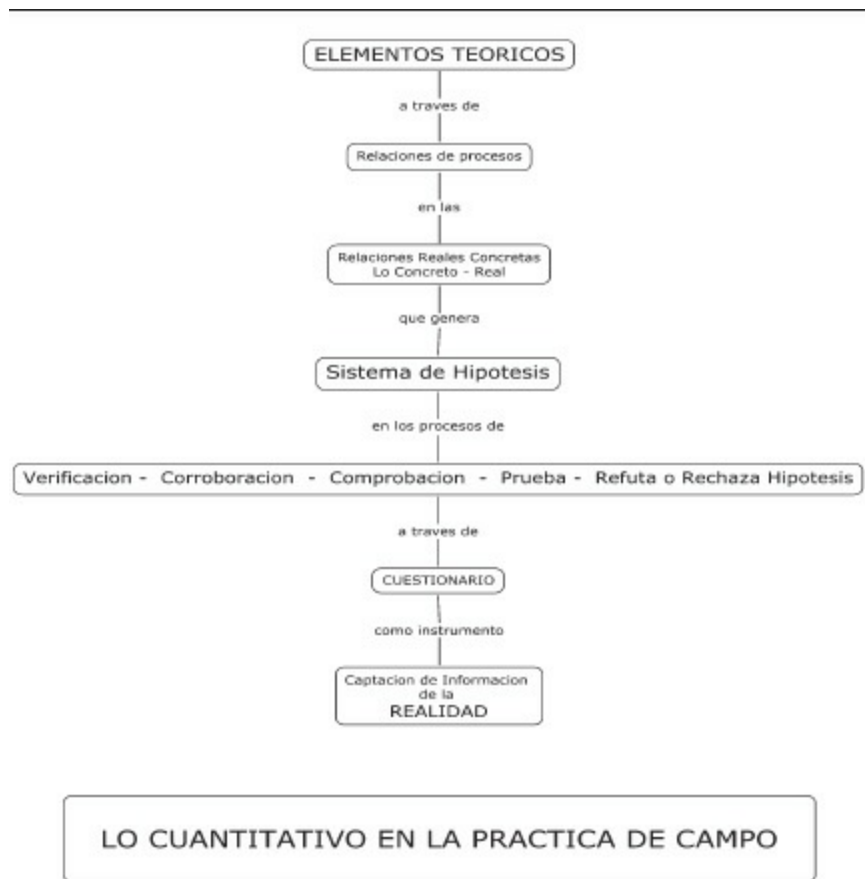 ELEMENTOS TEORICOS
a traves de
Relaciones de procesos
en las
Relaciones Reales Concretas
Lo Concreto - Real
que genera
Sistema de Hipotesis
en los procesos de
Verificacion - Corroboracion - Comprobacion - Prueba - Refuta o Rechaza Hipotesis
a traves de
CUESTIONARIO
como instrumento
Captacion de Informacion
de la
REALIDAD
LO CUANTITATIVO EN LA PRACTICA DE CAMPO